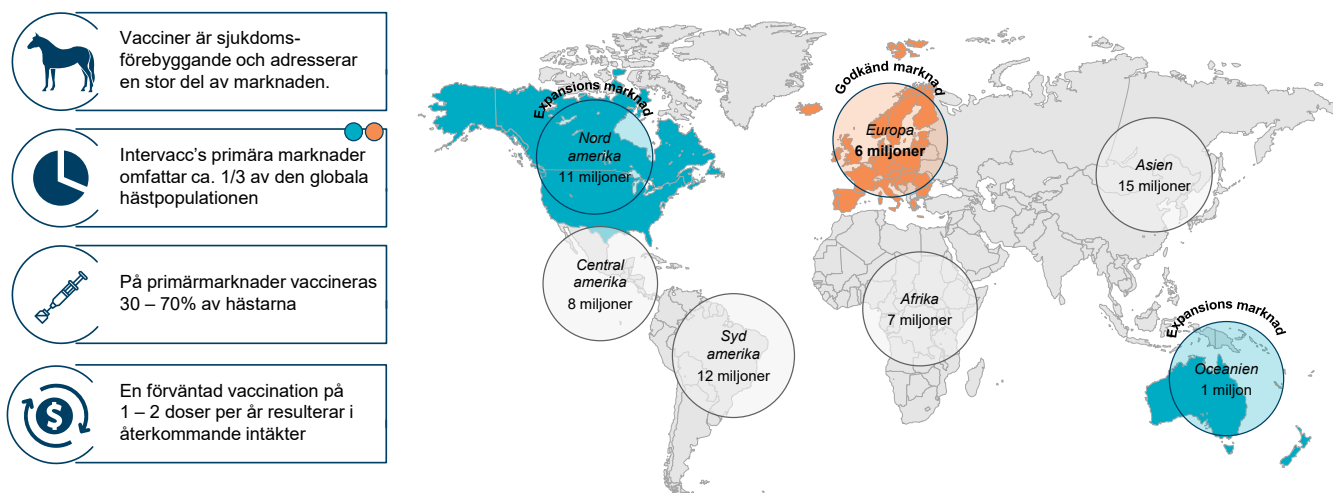 Vacciner är sjukdoms-
förebyggande och adresserar
en stor del av marknaden.
Intervacc's primära marknader
omfattar ca. 1/3 av den globala
hästpopulationen
På primärmarknader vaccineras
30 – 70% av hästarna
$
En förväntad vaccination på
1 – 2 doser per år resulterar i
återkommande intäkter
Expansions marknad
Nord
amerika
11 miljoner
Central
amerika
8 miljoner
Syd
amerika
12 miljoner
Godkänd marknad
Europa
6 miljoner
Afrika
7 miljoner
Asien
15 miljoner
Expansions marknad
Oceanien
1 miljon